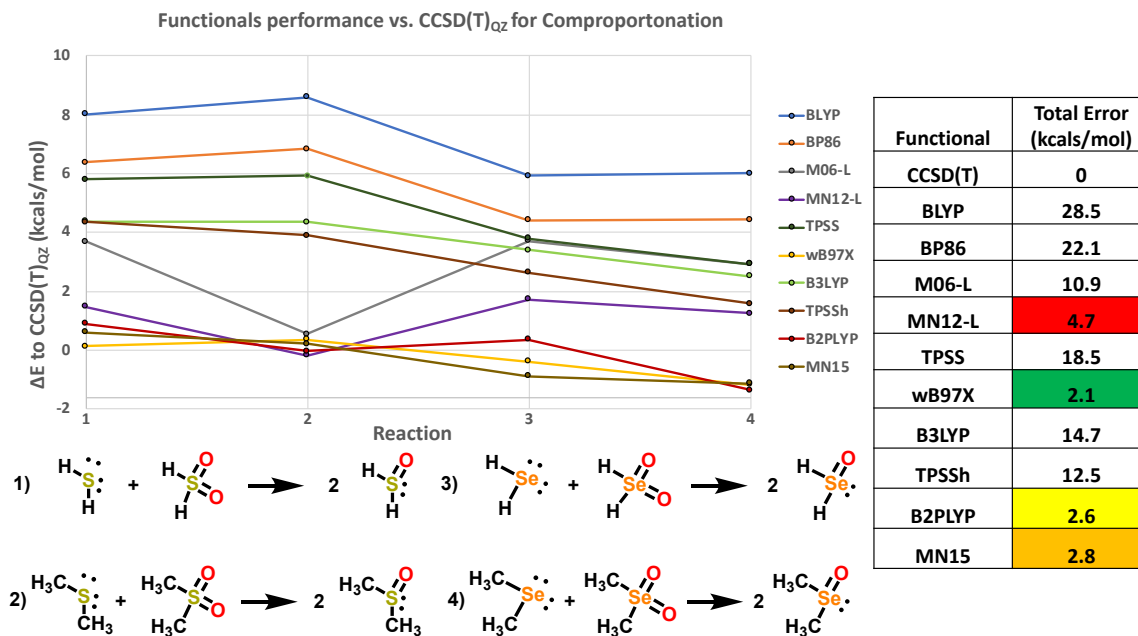 Functionals performance vs. CCSD(T)QZ for Comproportonation
ΔE to CCSD(T)QZ (kcals/mol)
10
8
6
4
2
0
-2
1
2
3
4
Reaction
BLYP
BP86
M06-L
MN12-L
TPSS
wB97X
B3LYP
TPSSh
B2PLYP
MN15
Functional Total Error (kcals/mol)
CCSD(T) 0
BLYP 28.5
BP86 22.1
M06-L 10.9
MN12-L 4.7
TPSS 18.5
wB97X 2.1
B3LYP 14.7
TPSSh 12.5
B2PLYP 2.6
MN15 2.8
1) H S H + H S O O H 2 H S O H
3) H Se H + H Se O O H 2 H Se O H
2) H3C S CH3 + H3C S O O H3C 2 H3C S O CH3
4) H3C Se H3C + H3C Se O O H3C 2 H3C Se O H3C